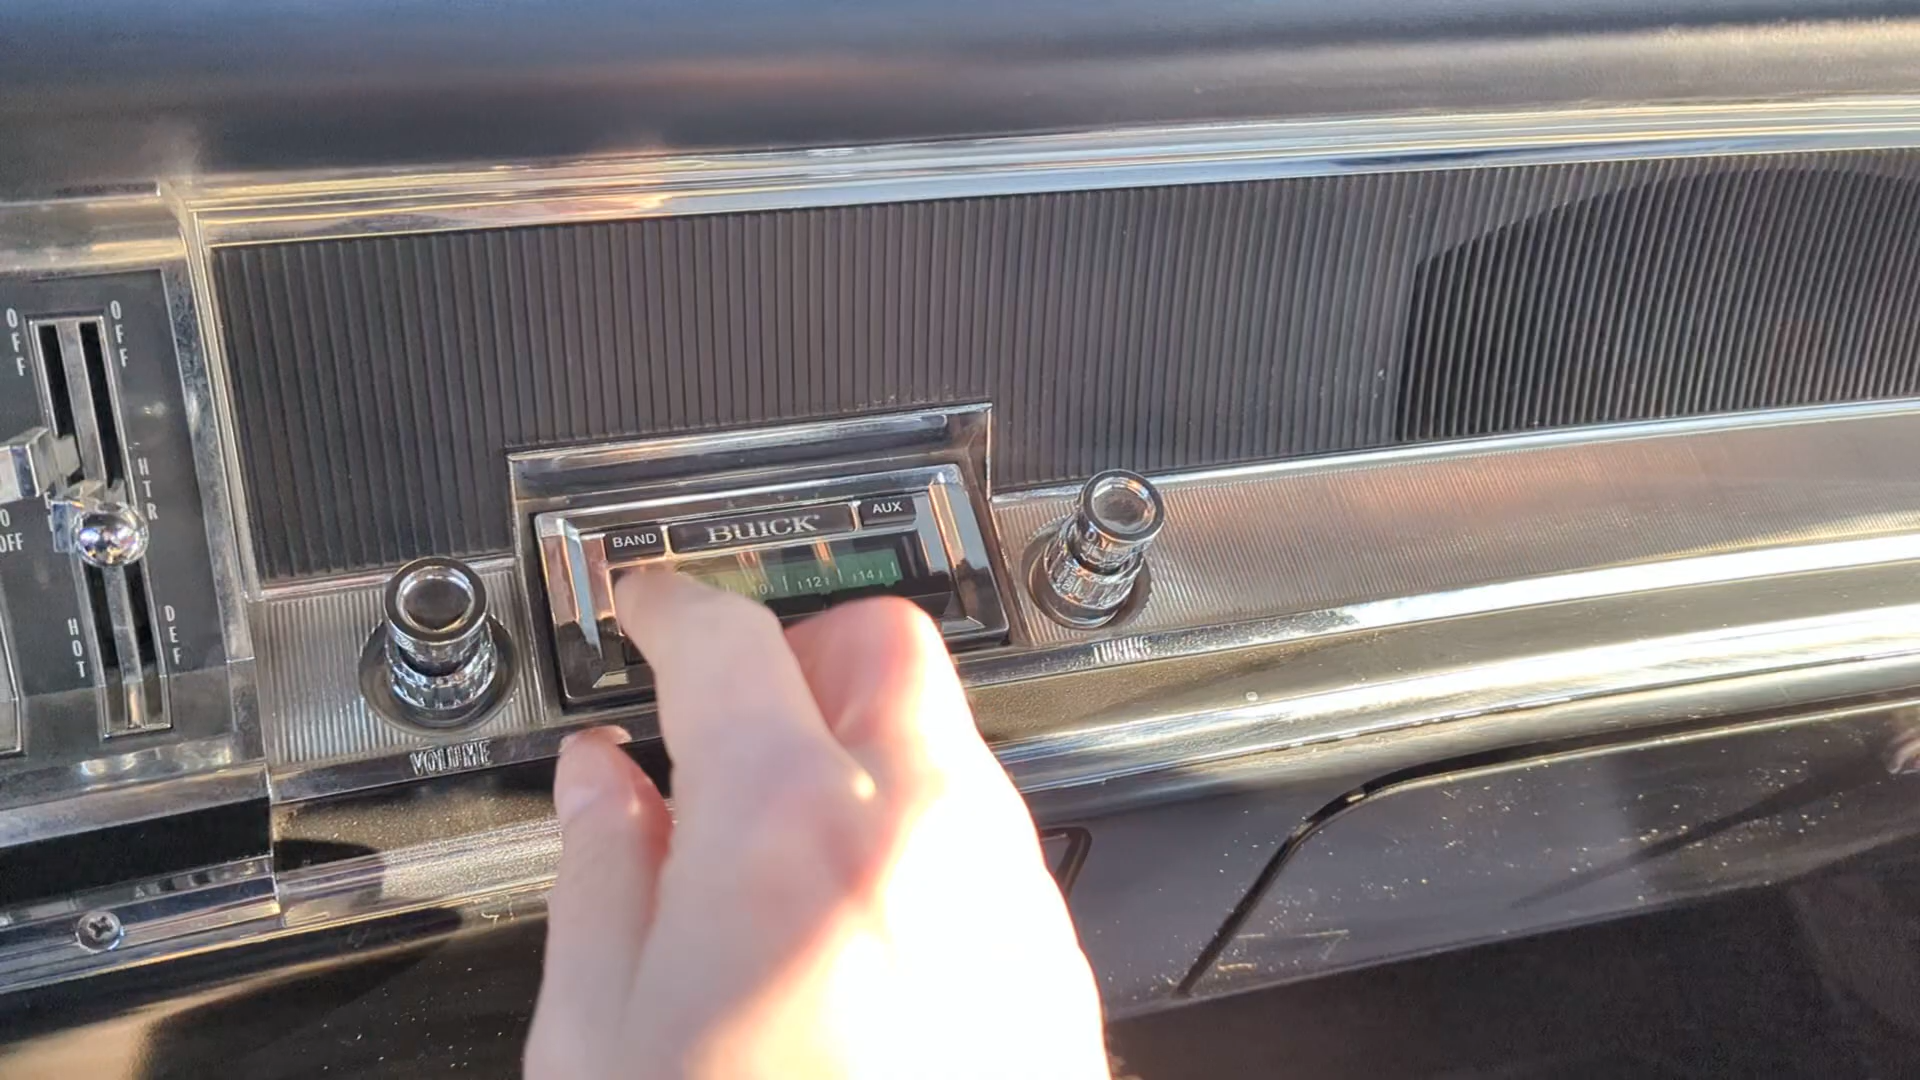 OFF
OFF
HTR
OFF
HOT
DEF
BAND
BUICK
AUX
10 12 14
VOLUME
TUNING